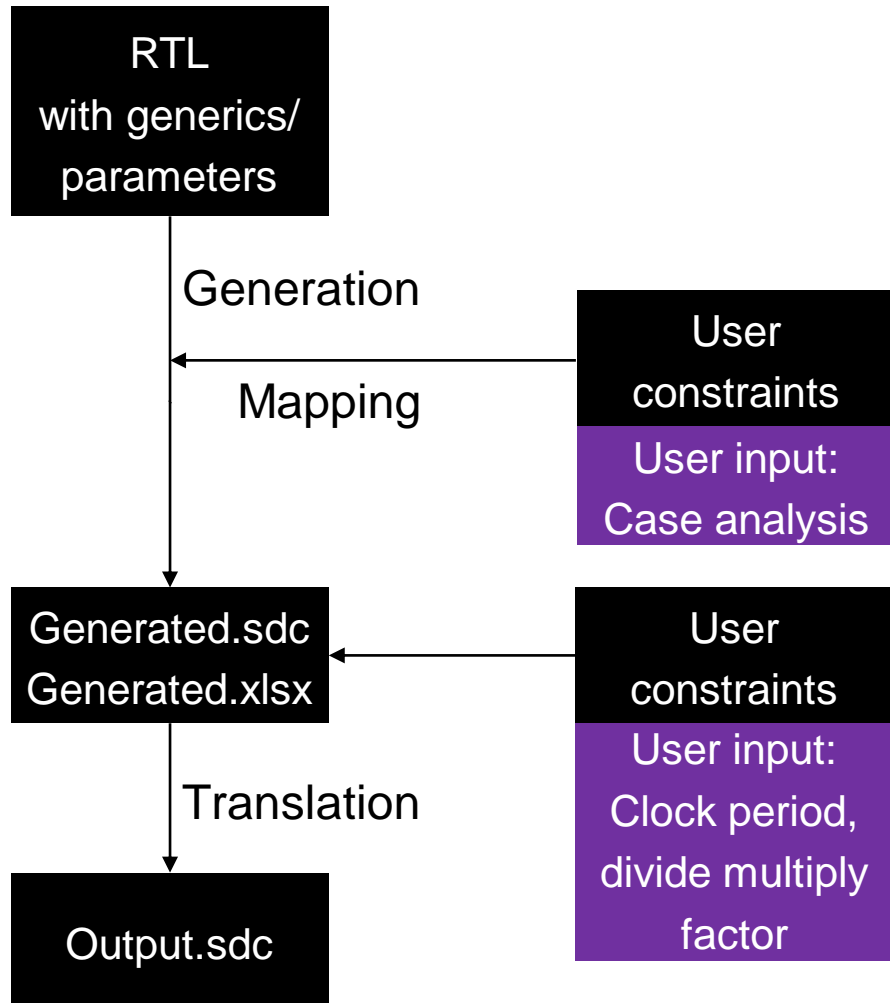 RTL
with generics/
parameters
Generation
Mapping
User
constraints
User input:
Case analysis
Generated.sdc
Generated.xlsx
User
constraints
User input:
Clock period,
divide multiply
factor
Translation
Output.sdc